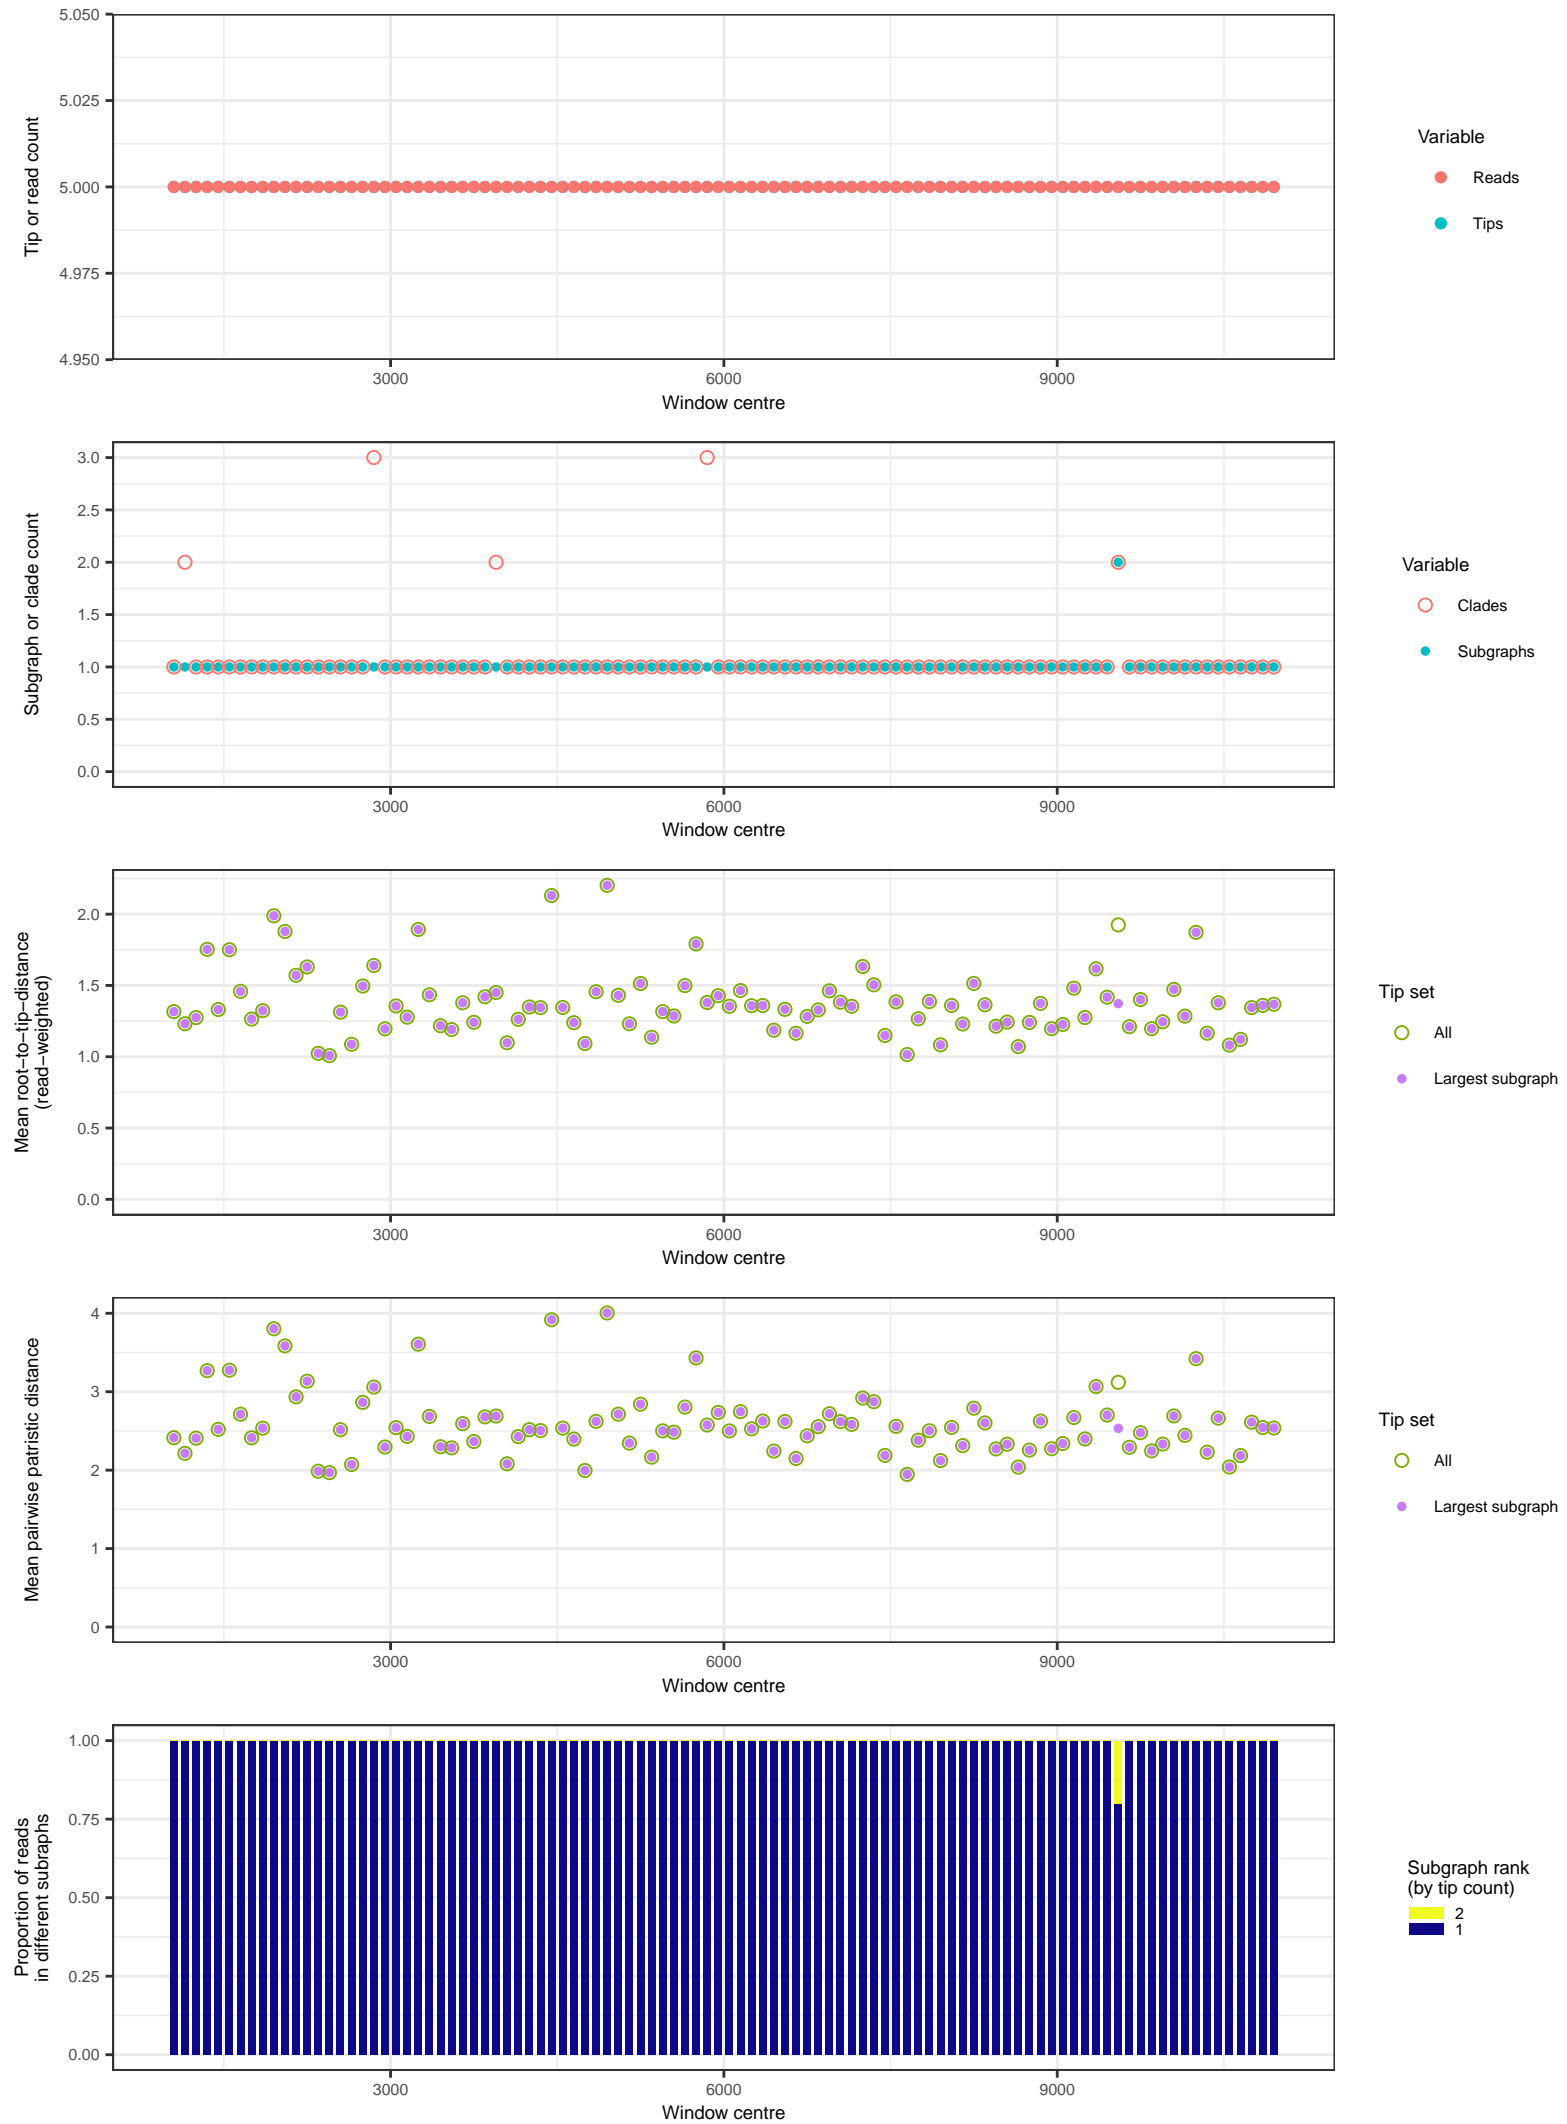 5.050
5.025
5.000
4.975
4.950
Tip or read count
3000 6000 9000
Window centre
Variable
Reads
Tips
3.0
2.5
2.0
1.5
1.0
0.5
0.0
Subgraph or clade count
3000 6000 9000
Window centre
Variable
Clades
Subgraphs
2.0
1.5
1.0
0.5
0.0
Mean root−to−tip−distance
(read−weighted)
3000 6000 9000
Window centre
Tip set
All
Largest subgraph
4
3
2
1
0
Mean pairwise patristic distance
3000 6000 9000
Window centre
Tip set
All
Largest subgraph
1.00
0.75
0.50
0.25
0.00
Proportion of reads
in different subraphs
3000 6000 9000
Window centre
Subgraph rank
(by tip count)
2
1